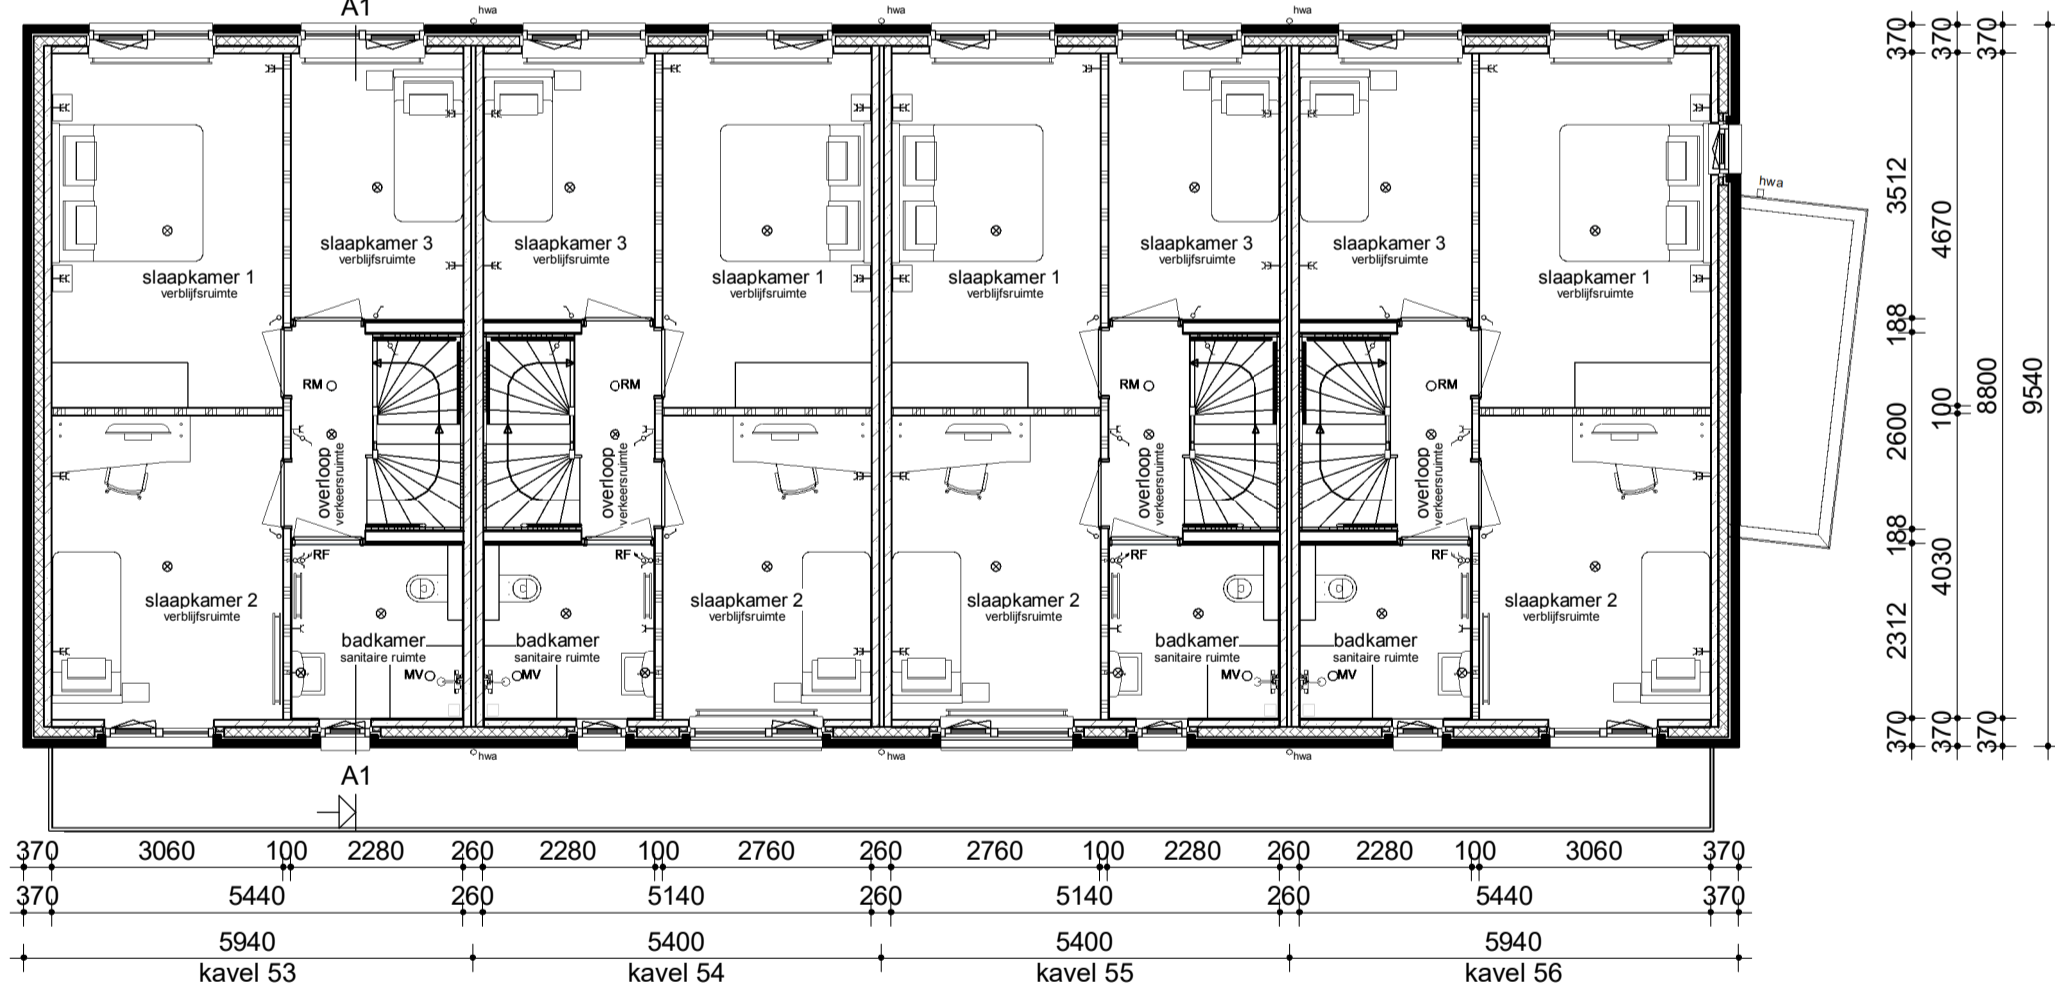 A1
hwa
hwa
hwa
370
370
370
slaapkamer 3
verblijfsruimte
slaapkamer 3
verblijfsruimte
slaapkamer 3
verblijfsruimte
slaapkamer 3
verblijfsruimte
slaapkamer 1
verblijfsruimte
slaapkamer 1
verblijfsruimte
slaapkamer 1
verblijfsruimte
slaapkamer 1
verblijfsruimte
hwa
3512
4670
188
RM
RM
RM
RM
overloop
verkeersruimte
overloop
verkeersruimte
overloop
verkeersruimte
overloop
verkeersruimte
2600
100
8800
9540
188
4030
2312
RF
RF
RF
RF
slaapkamer 2
verblijfsruimte
slaapkamer 2
verblijfsruimte
slaapkamer 2
verblijfsruimte
slaapkamer 2
verblijfsruimte
badkamer
sanitaire ruimte
badkamer
sanitaire ruimte
badkamer
sanitaire ruimte
badkamer
sanitaire ruimte
MV
MV
MV
MV
370
370
370
hwa
hwa
hwa
A1
370 3060 100 2280 260 2280 100 2760 260 2760 100 2280 260 2280 100 3060 370
370 5440 260 5140 260 5140 260 5440 370
5940 5400 5400 5940
kavel 53 kavel 54 kavel 55 kavel 56